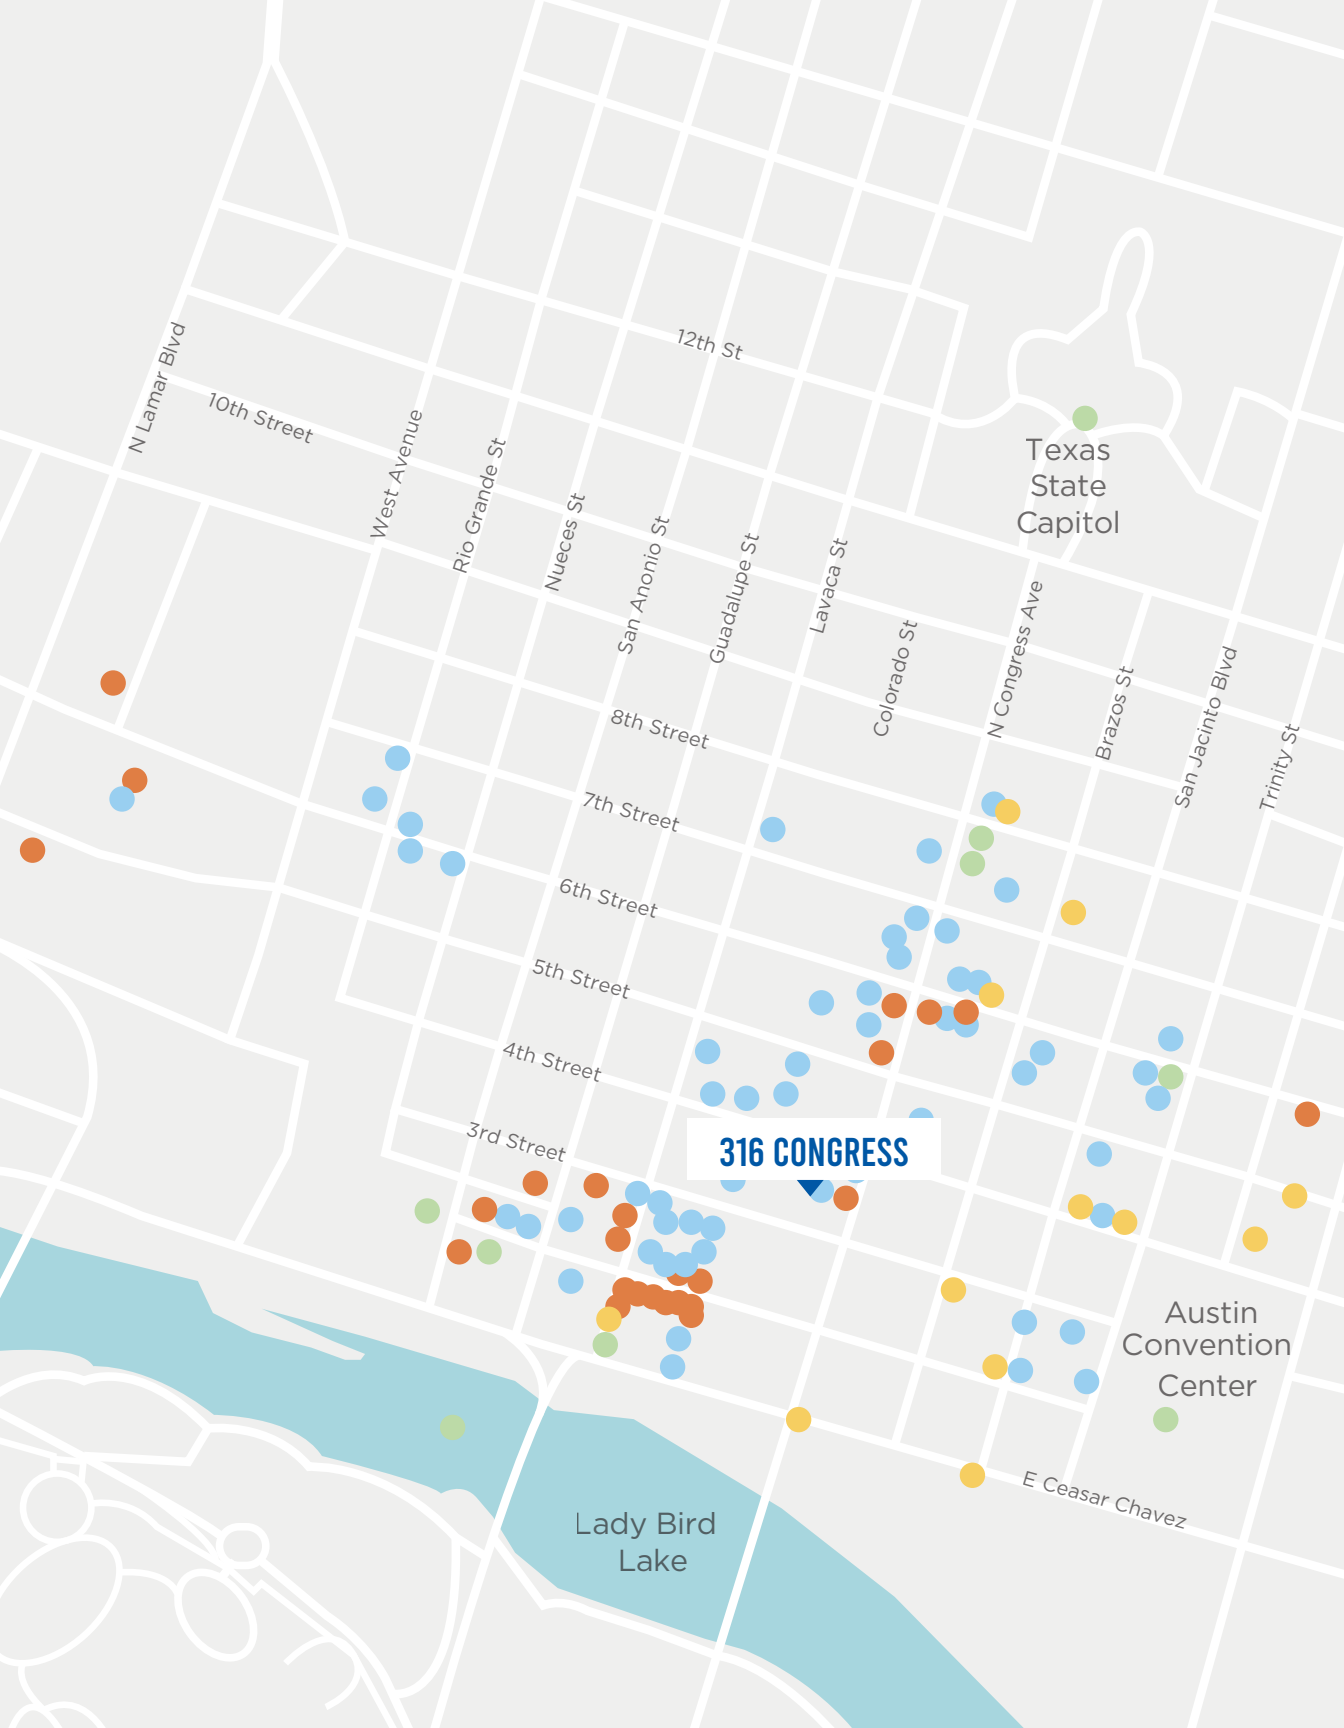 12th St
N Lamar Blvd
10th Street
West Avenue
Rio Grande St
Nueces St
San Anonio St
Guadalupe St
Lavaca St
Colorado St
N Congress Ave
Brazos St
San Jacinto Blvd
Trinity St
Texas
State
Capitol
8th Street
7th Street
6th Street
5th Street
4th Street
3rd Street
316 CONGRESS
Austin
Convention
Center
E Ceasar Chavez
Lady Bird
Lake